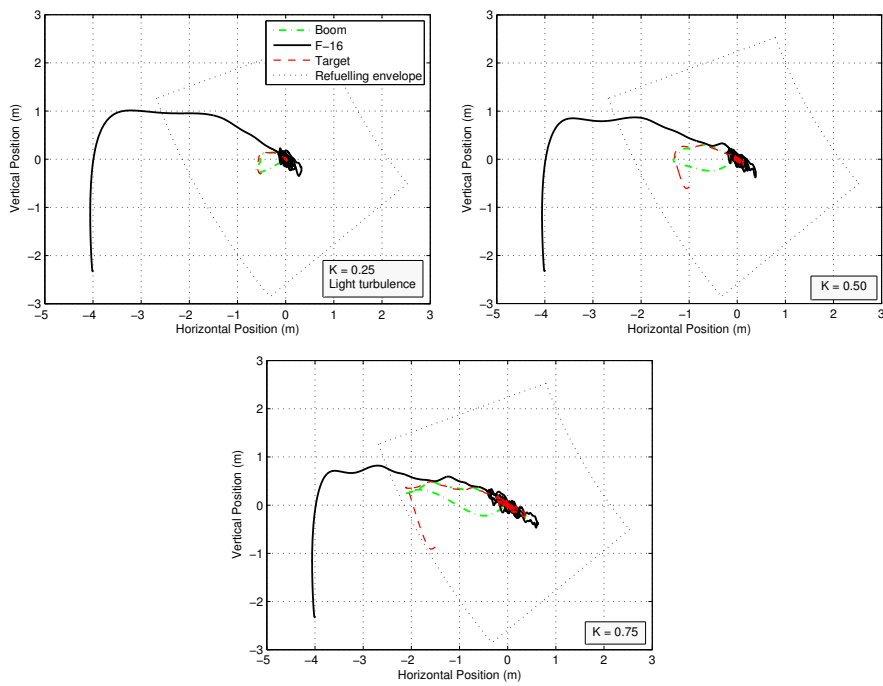 3
2
1
0
−1
−2
−3
Vertical Position (m)
−5 −4 −3 −2 −1 0 1 2 3
Horizontal Position (m)
Boom
F−16
Target
Refuelling envelope
K = 0.25
Light turbulence
3
2
1
0
−1
−2
−3
Vertical Position (m)
−5 −4 −3 −2 −1 0 1 2 3
Horizontal Position (m)
K = 0.50
3
2
1
0
−1
−2
−3
Vertical Position (m)
−5 −4 −3 −2 −1 0 1 2 3
Horizontal Position (m)
K = 0.75